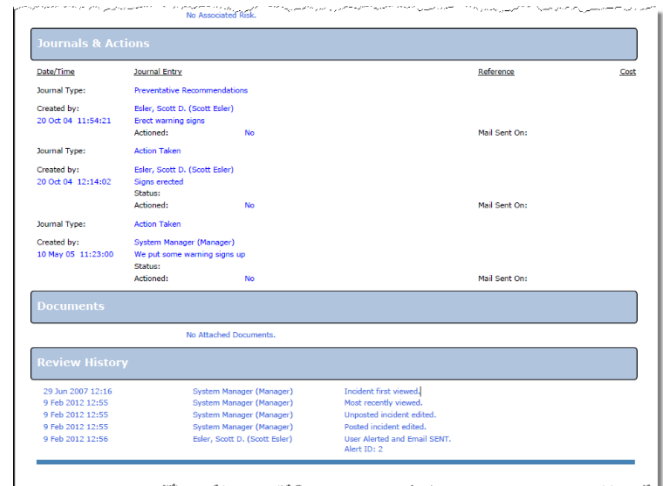 No Associated Risk.
Journals & Actions
Date/Time Journal Entry Reference Cost
Journal Type: Preventative Recommendations
Created by: Esler, Scott D. (Scott Esler)
20 Oct 04 11:54:21 Erect warning signs
Actioned: No Mail Sent On:
Journal Type: Action Taken
Created by: Esler, Scott D. (Scott Esler)
20 Oct 04 12:14:02 Signs erected
Status:
Actioned: No Mail Sent On:
Journal Type: Action Taken
Created by: System Manager (Manager)
10 May 05 11:23:00 We put some warning signs up
Status:
Actioned: No Mail Sent On:
Documents
No Attached Documents.
Review History
29 Jun 2007 12:16 System Manager (Manager) Incident first viewed.
9 Feb 2012 12:55 System Manager (Manager) Most recently viewed.
9 Feb 2012 12:55 System Manager (Manager) Unposted incident edited.
9 Feb 2012 12:55 System Manager (Manager) Posted incident edited.
9 Feb 2012 12:56 Esler, Scott D. (Scott Esler) User Alerted and Email SENT.
Alert ID: 2